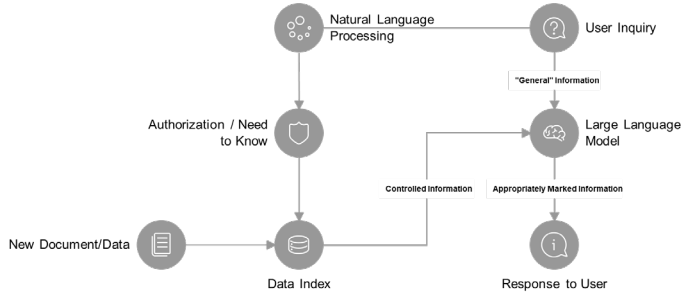 Natural Language
Processing
User Inquiry
"General" Information
Authorization / Need
to Know
Large Language
Model
Controlled Information
Appropriately Marked Information
New Document/Data
Data Index
Response to User